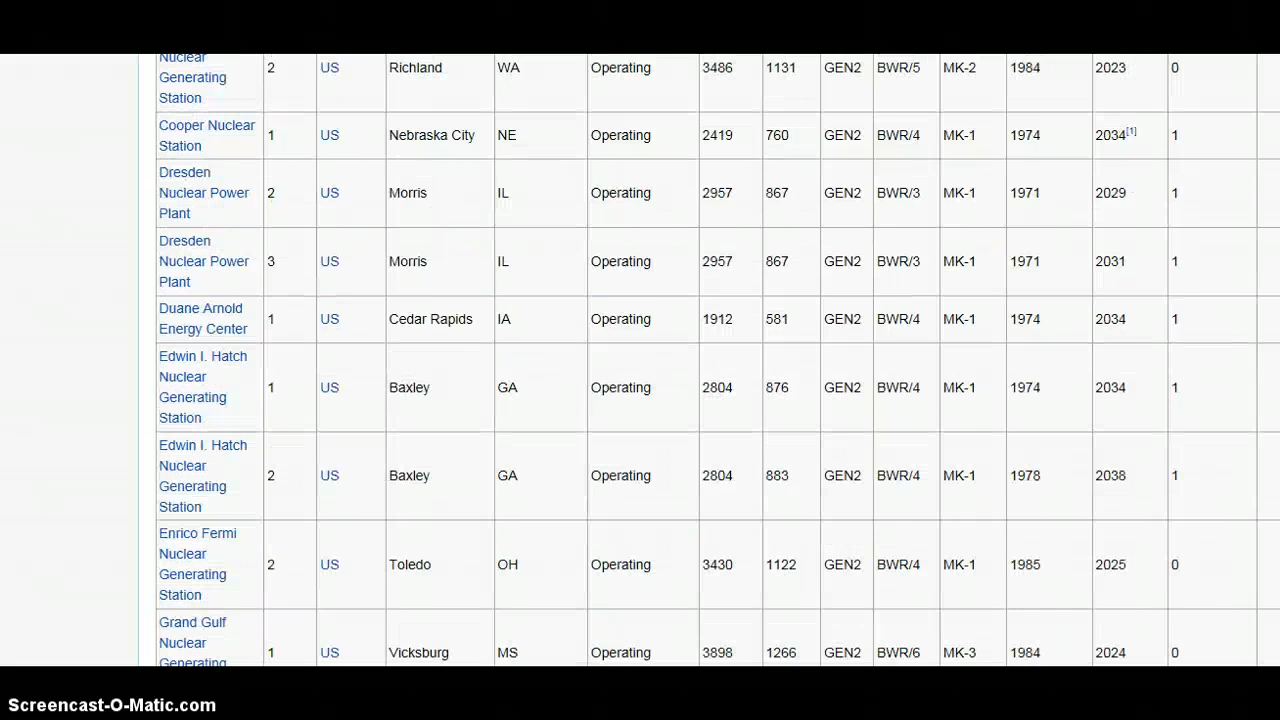 Nuclear
Generating
Station 2 US Richland WA Operating 3486 1131 GEN2 BWR/5 MK-2 1984 2023 0
Cooper Nuclear
Station 1 US Nebraska City NE Operating 2419 760 GEN2 BWR/4 MK-1 1974 2034[1] 1
Dresden
Nuclear Power
Plant 2 US Morris IL Operating 2957 867 GEN2 BWR/3 MK-1 1971 2029 1
Dresden
Nuclear Power
Plant 3 US Morris IL Operating 2957 867 GEN2 BWR/3 MK-1 1971 2031 1
Duane Arnold
Energy Center 1 US Cedar Rapids IA Operating 1912 581 GEN2 BWR/4 MK-1 1974 2034 1
Edwin I. Hatch
Nuclear
Generating
Station 1 US Baxley GA Operating 2804 876 GEN2 BWR/4 MK-1 1974 2034 1
Edwin I. Hatch
Nuclear
Generating
Station 2 US Baxley GA Operating 2804 883 GEN2 BWR/4 MK-1 1978 2038 1
Enrico Fermi
Nuclear
Generating
Station 2 US Toledo OH Operating 3430 1122 GEN2 BWR/4 MK-1 1985 2025 0
Grand Gulf
Nuclear
Generating 1 US Vicksburg MS Operating 3898 1266 GEN2 BWR/6 MK-3 1984 2024 0
Screencast-O-Matic.com